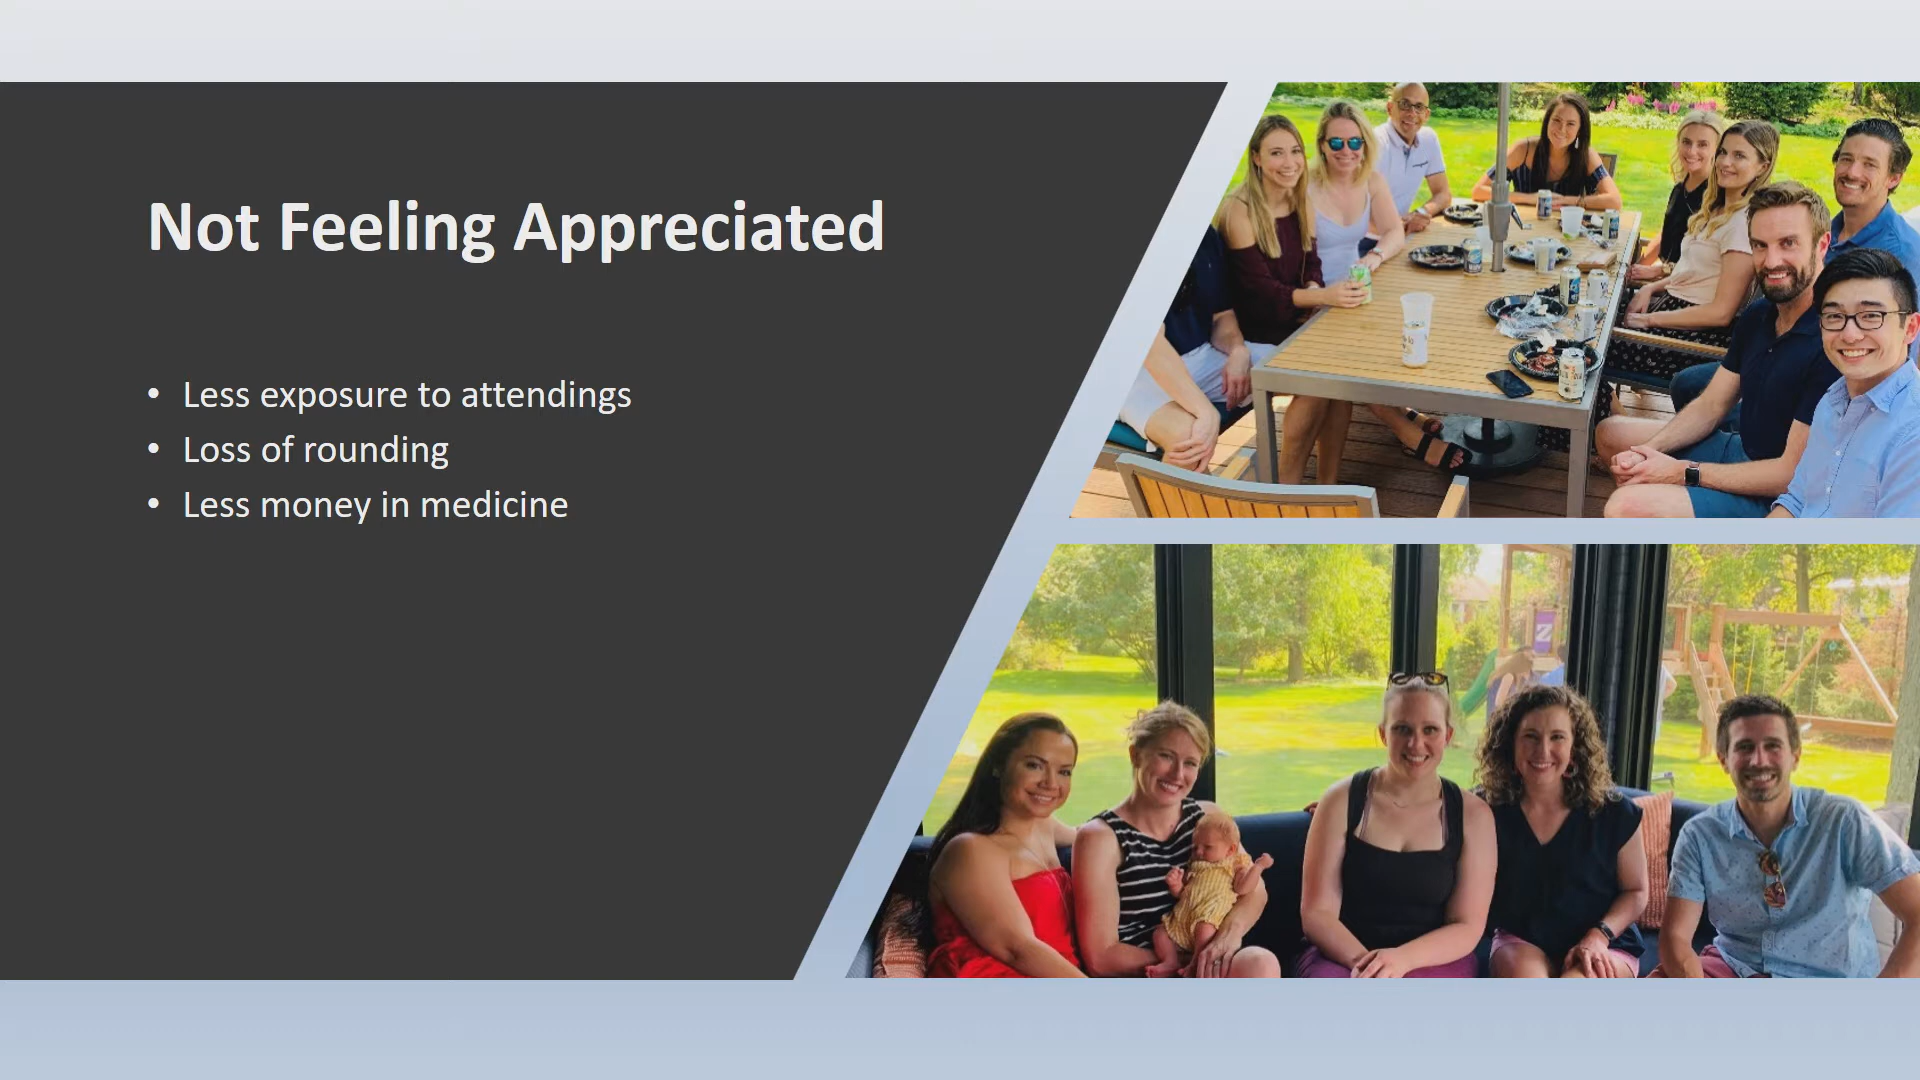 Not Feeling Appreciated
• Less exposure to attendings
• Loss of rounding
• Less money in medicine
Z